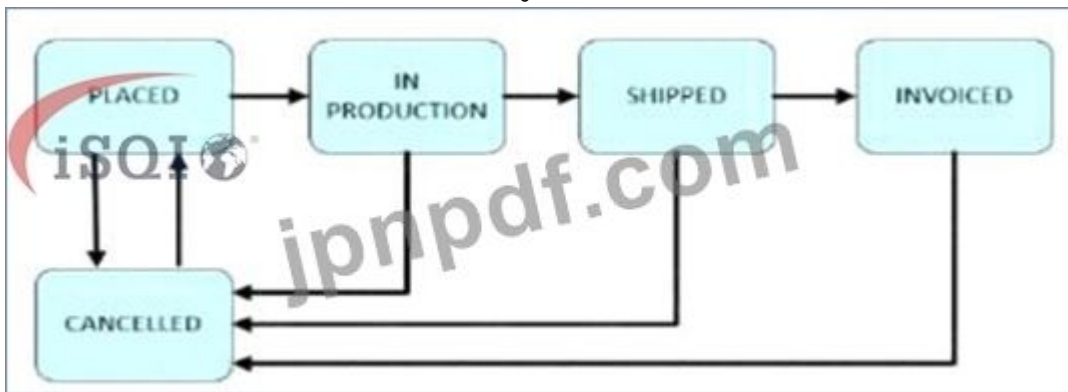 PLACED
IN
PRODUCTION
SHIPPED
INVOICED
iSQI
jpnpdf.com
CANCELLED